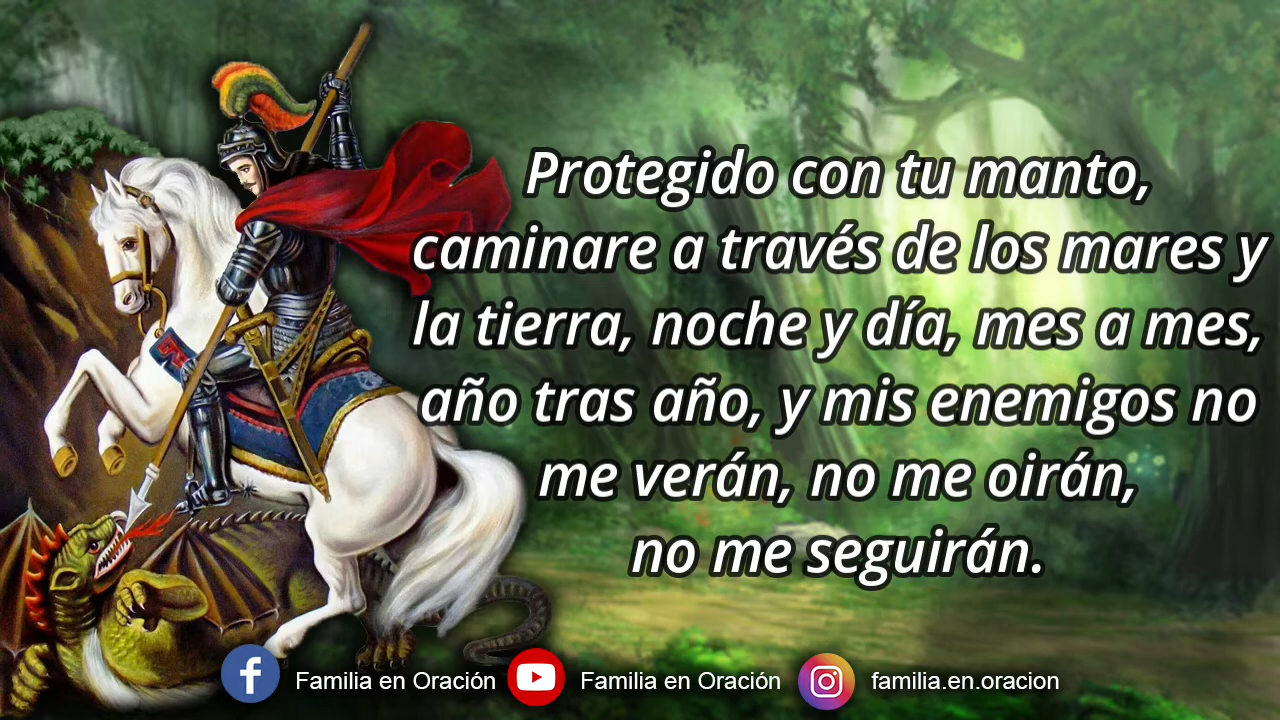 Protegido con tu manto,
caminare a través de los mares y
la tierra, noche y día, mes a mes,
año tras año, y mis enemigos no
me verán, no me oirán,
no me seguirán.
Familia en Oración Familia en Oración familia.en.oracion